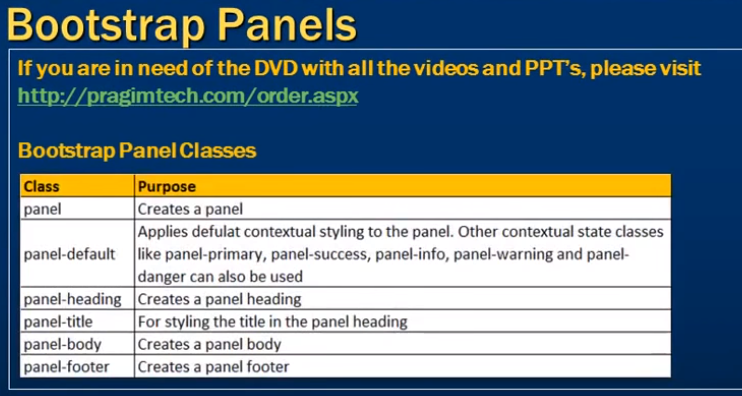 Bootstrap Panels
If you are in need of the DVD with all the videos and PPT's, please visit
http://pragimtech.com/order.aspx
Bootstrap Panel Classes
Class Purpose
panel Creates a panel
Applies defulat contextual styling to the panel. Other contextual state classes
panel-default like panel-primary, panel-success, panel-info, panel-warning and panel-
danger can also be used
panel-heading Creates a panel heading
panel-title For styling the title in the panel heading
panel-body Creates a panel body
panel-footer Creates a panel footer